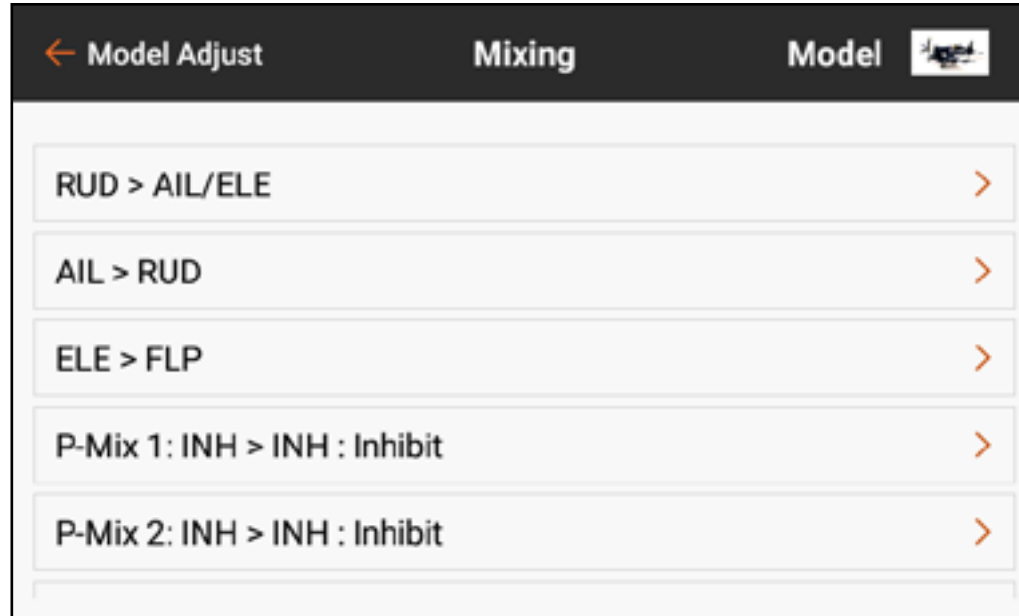 Model Adjust Mixing Model
RUD > AIL/ELE
AIL > RUD
ELE > FLP
P-Mix 1: INH > INH : Inhibit
P-Mix 2: INH > INH : Inhibit